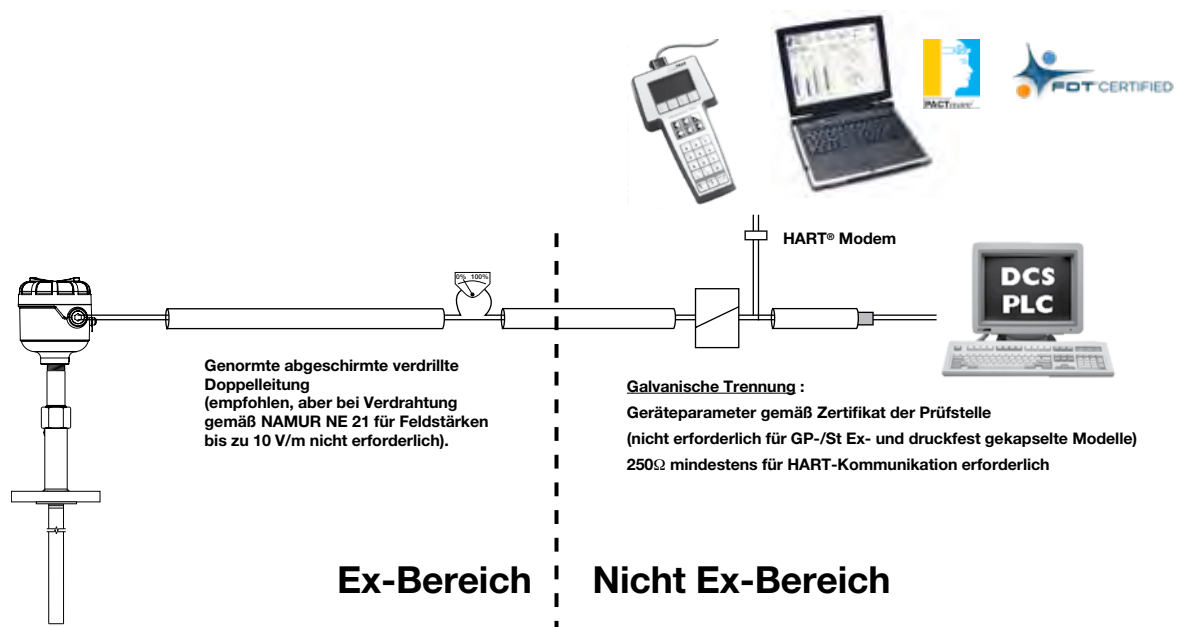 PACTware
FDT CERTIFIED
HART® Modem
0% 100%
DCS
PLC
Genormte abgeschirmte verdrillte
Doppelleitung
(empfohlen, aber bei Verdrahtung
gemäß NAMUR NE 21 für Feldstärken
bis zu 10 V/m nicht erforderlich).
Galvanische Trennung :
Geräteparameter gemäß Zertifikat der Prüfstelle
(nicht erforderlich für GP-/St Ex- und druckfest gekapselte Modelle)
250Ω mindestens für HART-Kommunikation erforderlich
Ex-Bereich
Nicht Ex-Bereich